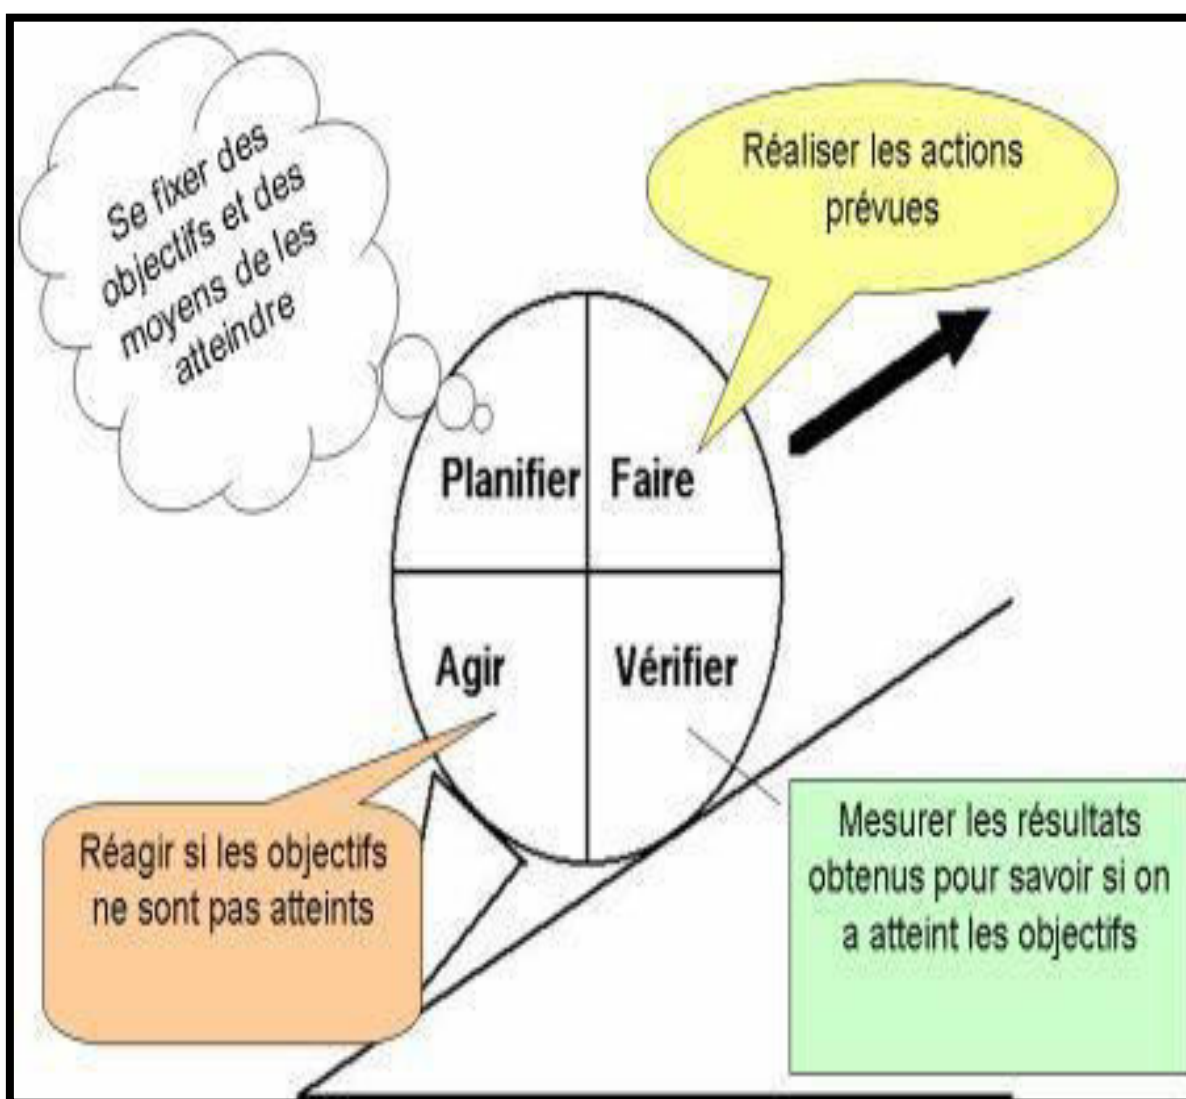 Se fixer des
objectifs et des
moyens de les
atteindre
Réaliser les actions
prévues
Planifier
Faire
Agir
Vérifier
Réagir si les objectifs
ne sont pas atteints
Mesurer les résultats
obtenus pour savoir si on
a atteint les objectifs